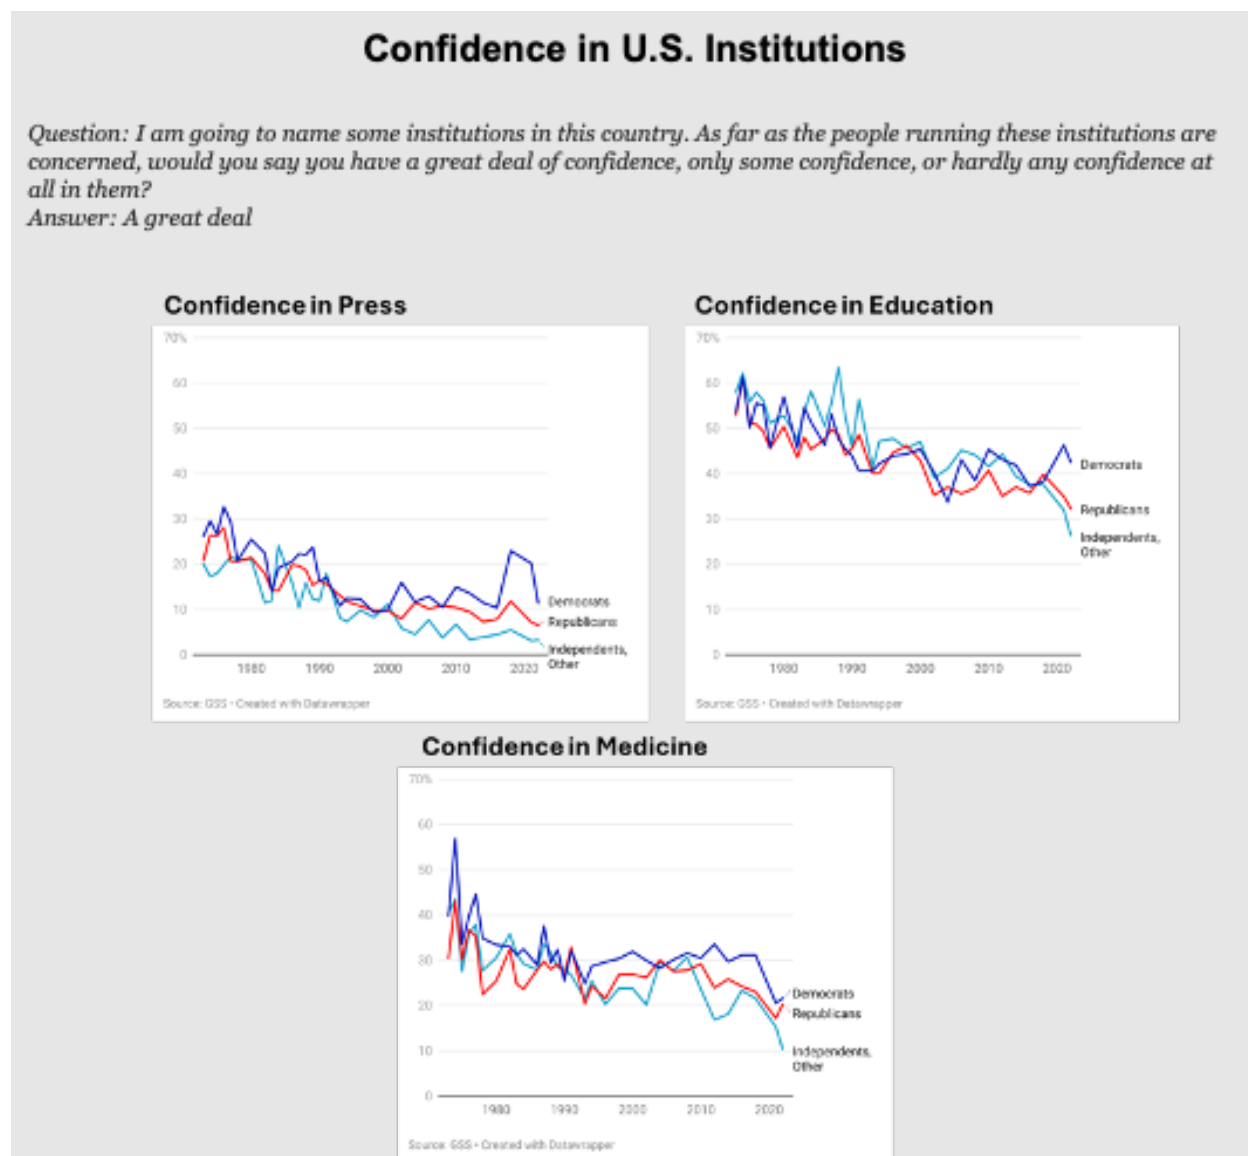 Confidence in U.S. Institutions
Question: I am going to name some institutions in this country. As far as the people running these institutions are
concerned, would you say you have a great deal of confidence, only some confidence, or hardly any confidence at
all in them?
Answer: A great deal
Confidence in Press
70%
60
50
40
30
20
10
0
1980 1990 2000 2010 2020
Democrats
Republicans
Independents,
Other
Source: GSS • Created with Datawrapper
Confidence in Education
70%
60
50
40
30
20
10
0
1980 1990 2000 2010 2020
Democrats
Republicans
Independents,
Other
Source: GSS • Created with Datawrapper
Confidence in Medicine
70%
60
50
40
30
20
10
0
1980 1990 2000 2010 2020
Democrats
Republicans
Independents,
Other
Source: GSS • Created with Datawrapper